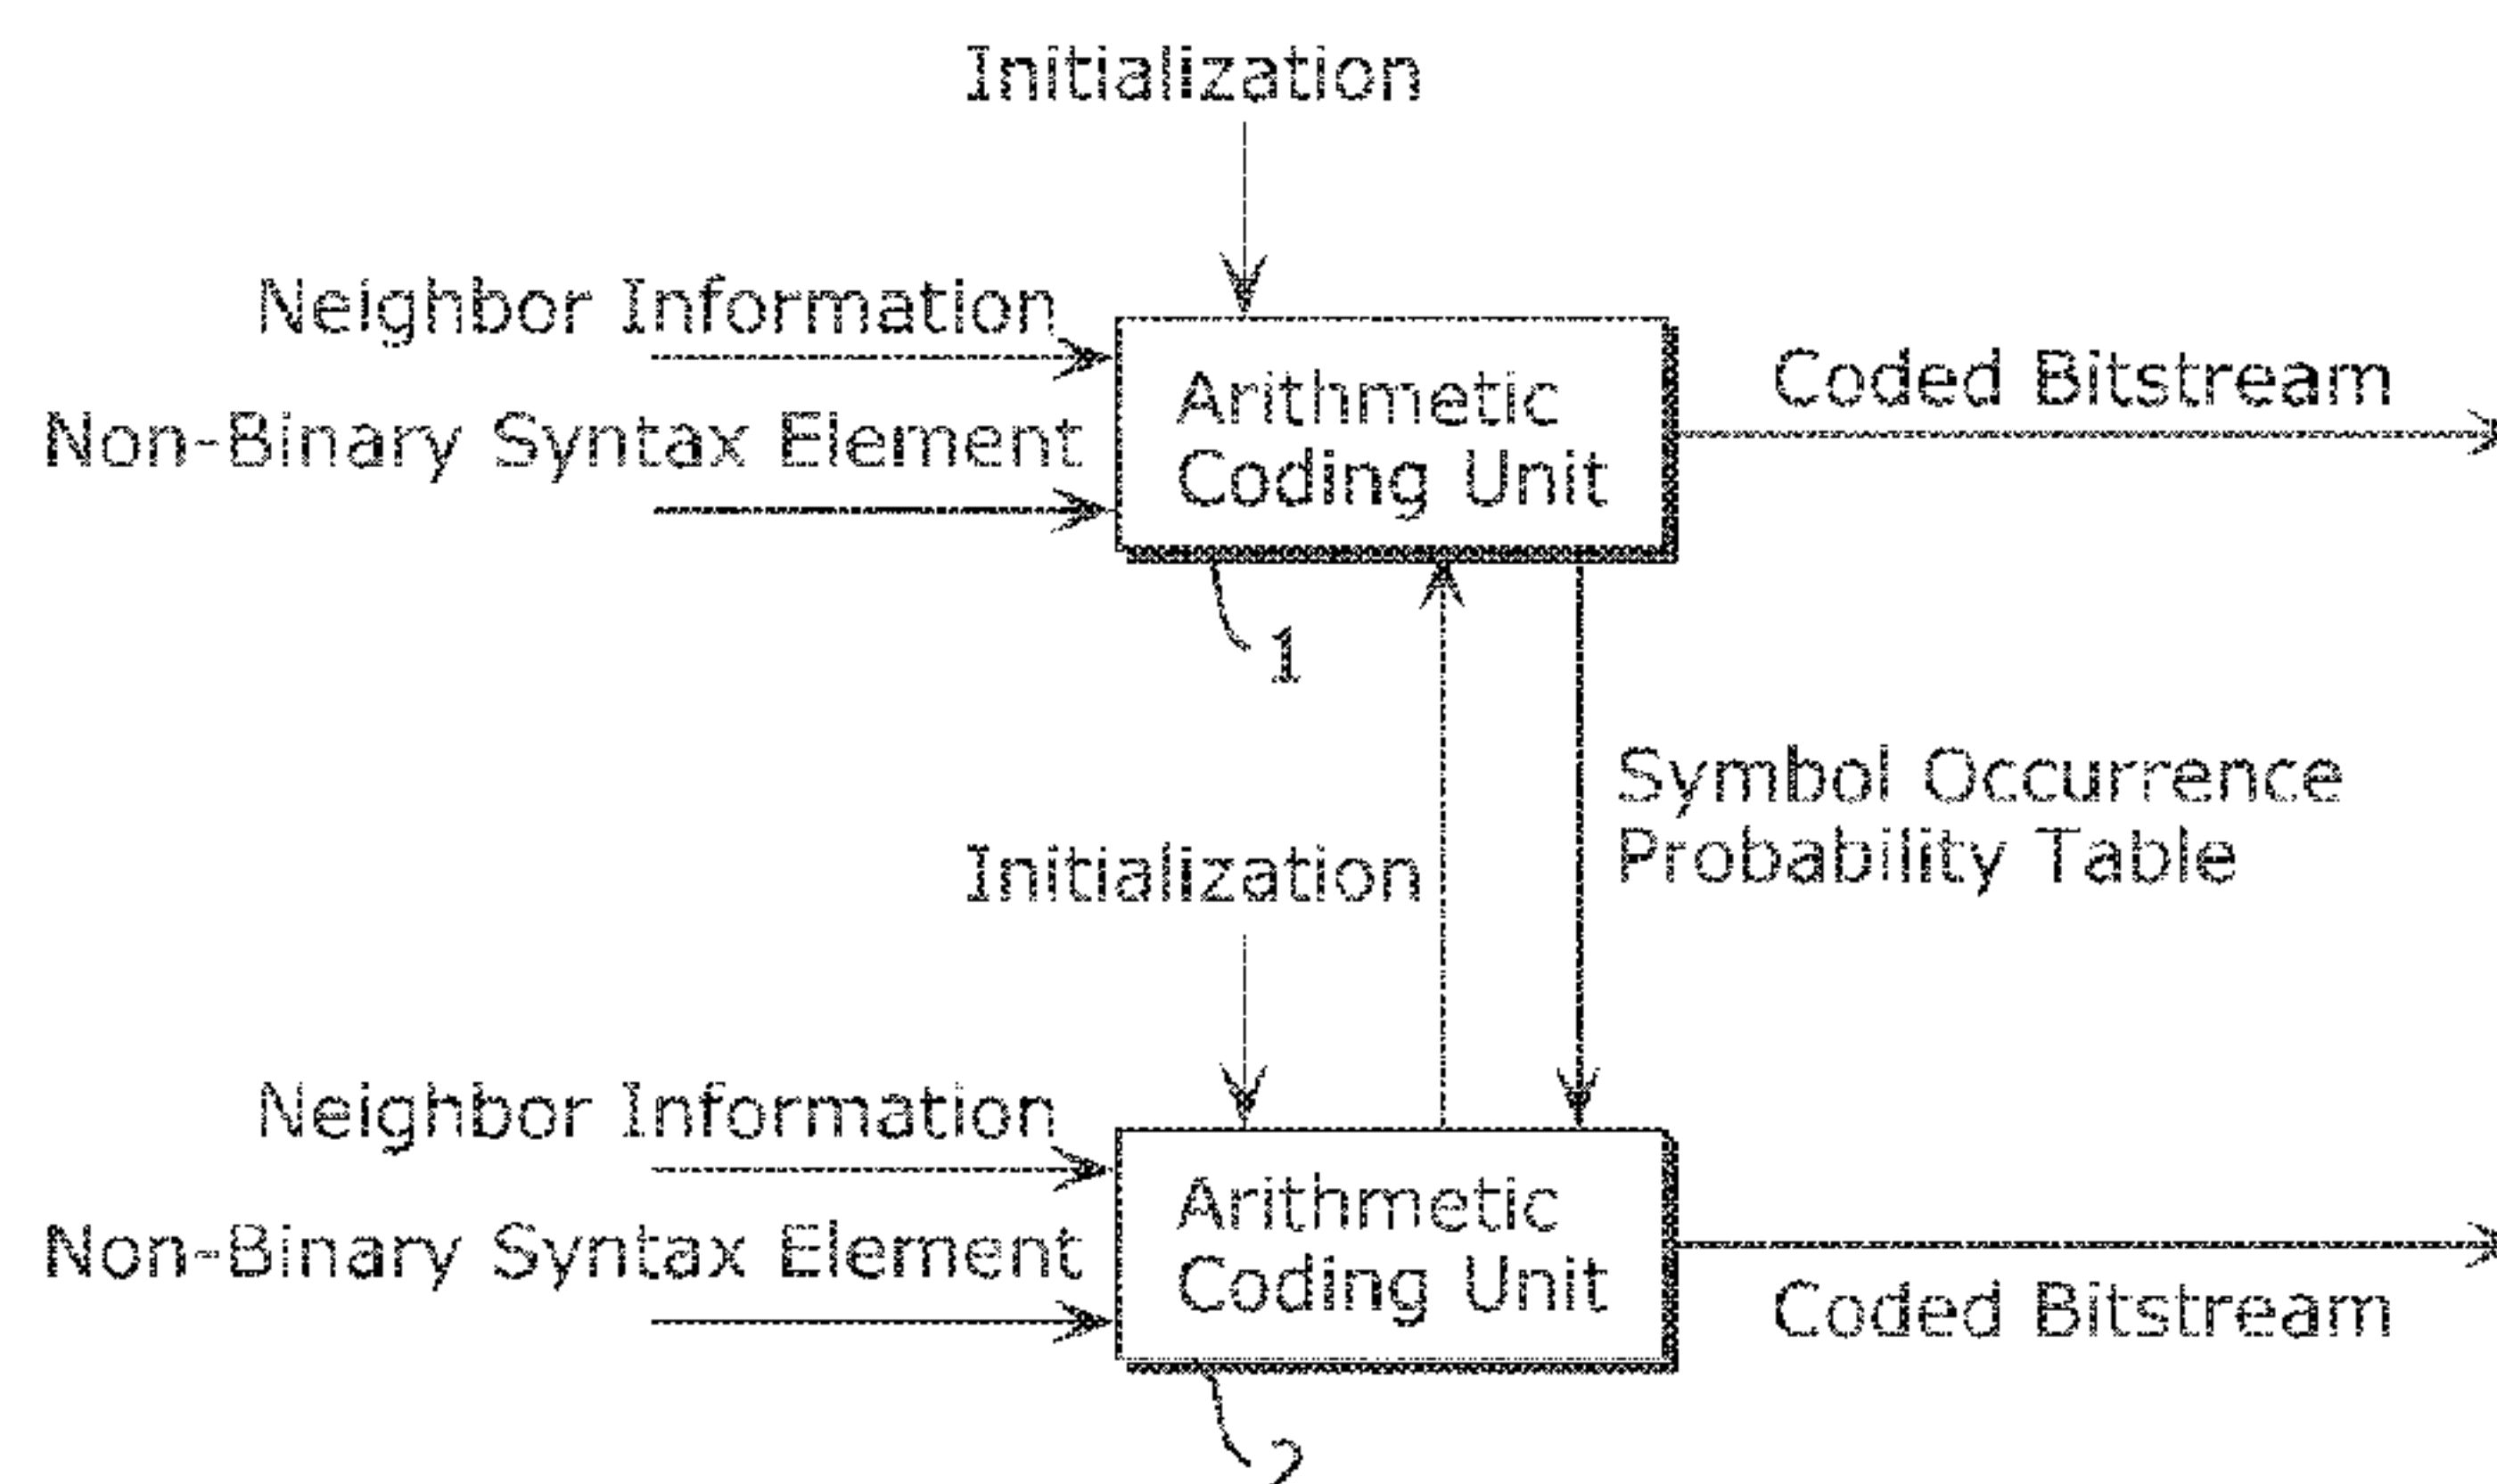 Initialization
Neighbor Information
Non-Binary Syntax Element
Arithmetic
Coding Unit
Coded Bitstream
1
Symbol Occurrence
Probability Table
Initialization
Neighbor Information
Non-Binary Syntax Element
Arithmetic
Coding Unit
Coded Bitstream
2